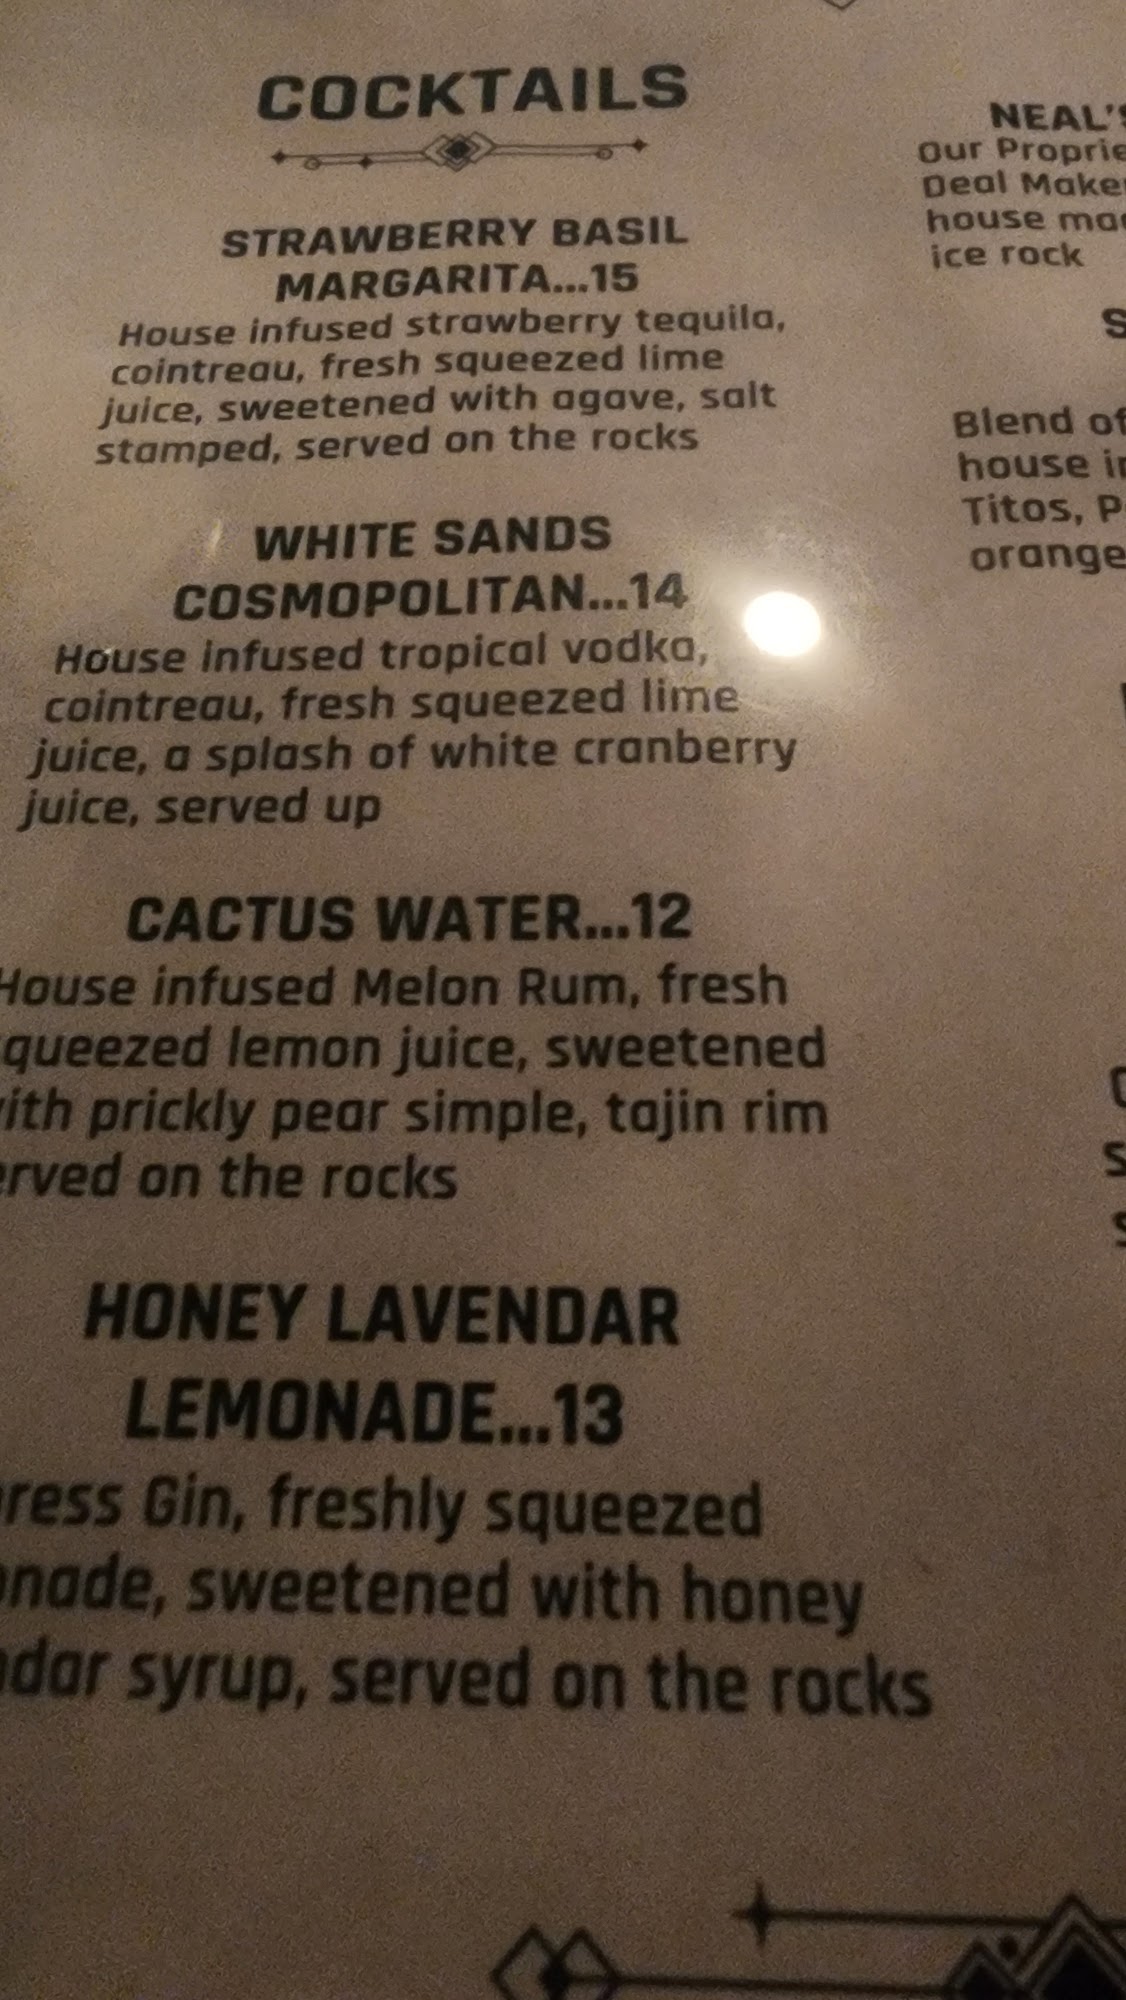 COCKTAILS
STRAWBERRY BASIL
MARGARITA...15
House infused strawberry tequila,
cointreau, fresh squeezed lime
juice, sweetened with agave, salt
stamped, served on the rocks
WHITE SANDS
COSMOPOLITAN...14
House infused tropical vodka,
cointreau, fresh squeezed lime
juice, a splash of white cranberry
juice, served up
CACTUS WATER...12
House infused Melon Rum, fresh
queezed lemon juice, sweetened
ith prickly pear simple, tajin rim
erved on the rocks
HONEY LAVENDAR
LEMONADE...13
ress Gin, freshly squeezed
onade, sweetened with honey
ndar syrup, served on the rocks
NEAL'S
Our Proprie
Deal Make
house ma
ice rock
S
Blend of
house in
Titos, P
orange